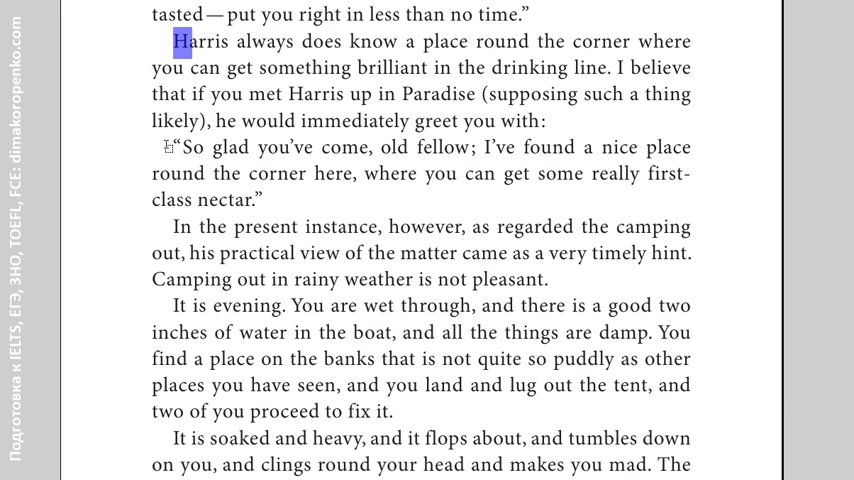 Подготовка к IELTS, ЕГЭ, ЗНО, TOEFL, FCE: dimakoropenko.com
tasted — put you right in less than no time.”
Harris always does know a place round the corner where
you can get something brilliant in the drinking line. I believe
that if you met Harris up in Paradise (supposing such a thing
likely), he would immediately greet you with:
“So glad you’ve come, old fellow; I’ve found a nice place
round the corner here, where you can get some really first-
class nectar.”
In the present instance, however, as regarded the camping
out, his practical view of the matter came as a very timely hint.
Camping out in rainy weather is not pleasant.
It is evening. You are wet through, and there is a good two
inches of water in the boat, and all the things are damp. You
find a place on the banks that is not quite so puddly as other
places you have seen, and you land and lug out the tent, and
two of you proceed to fix it.
It is soaked and heavy, and it flops about, and tumbles down
on you, and clings round your head and makes you mad. The